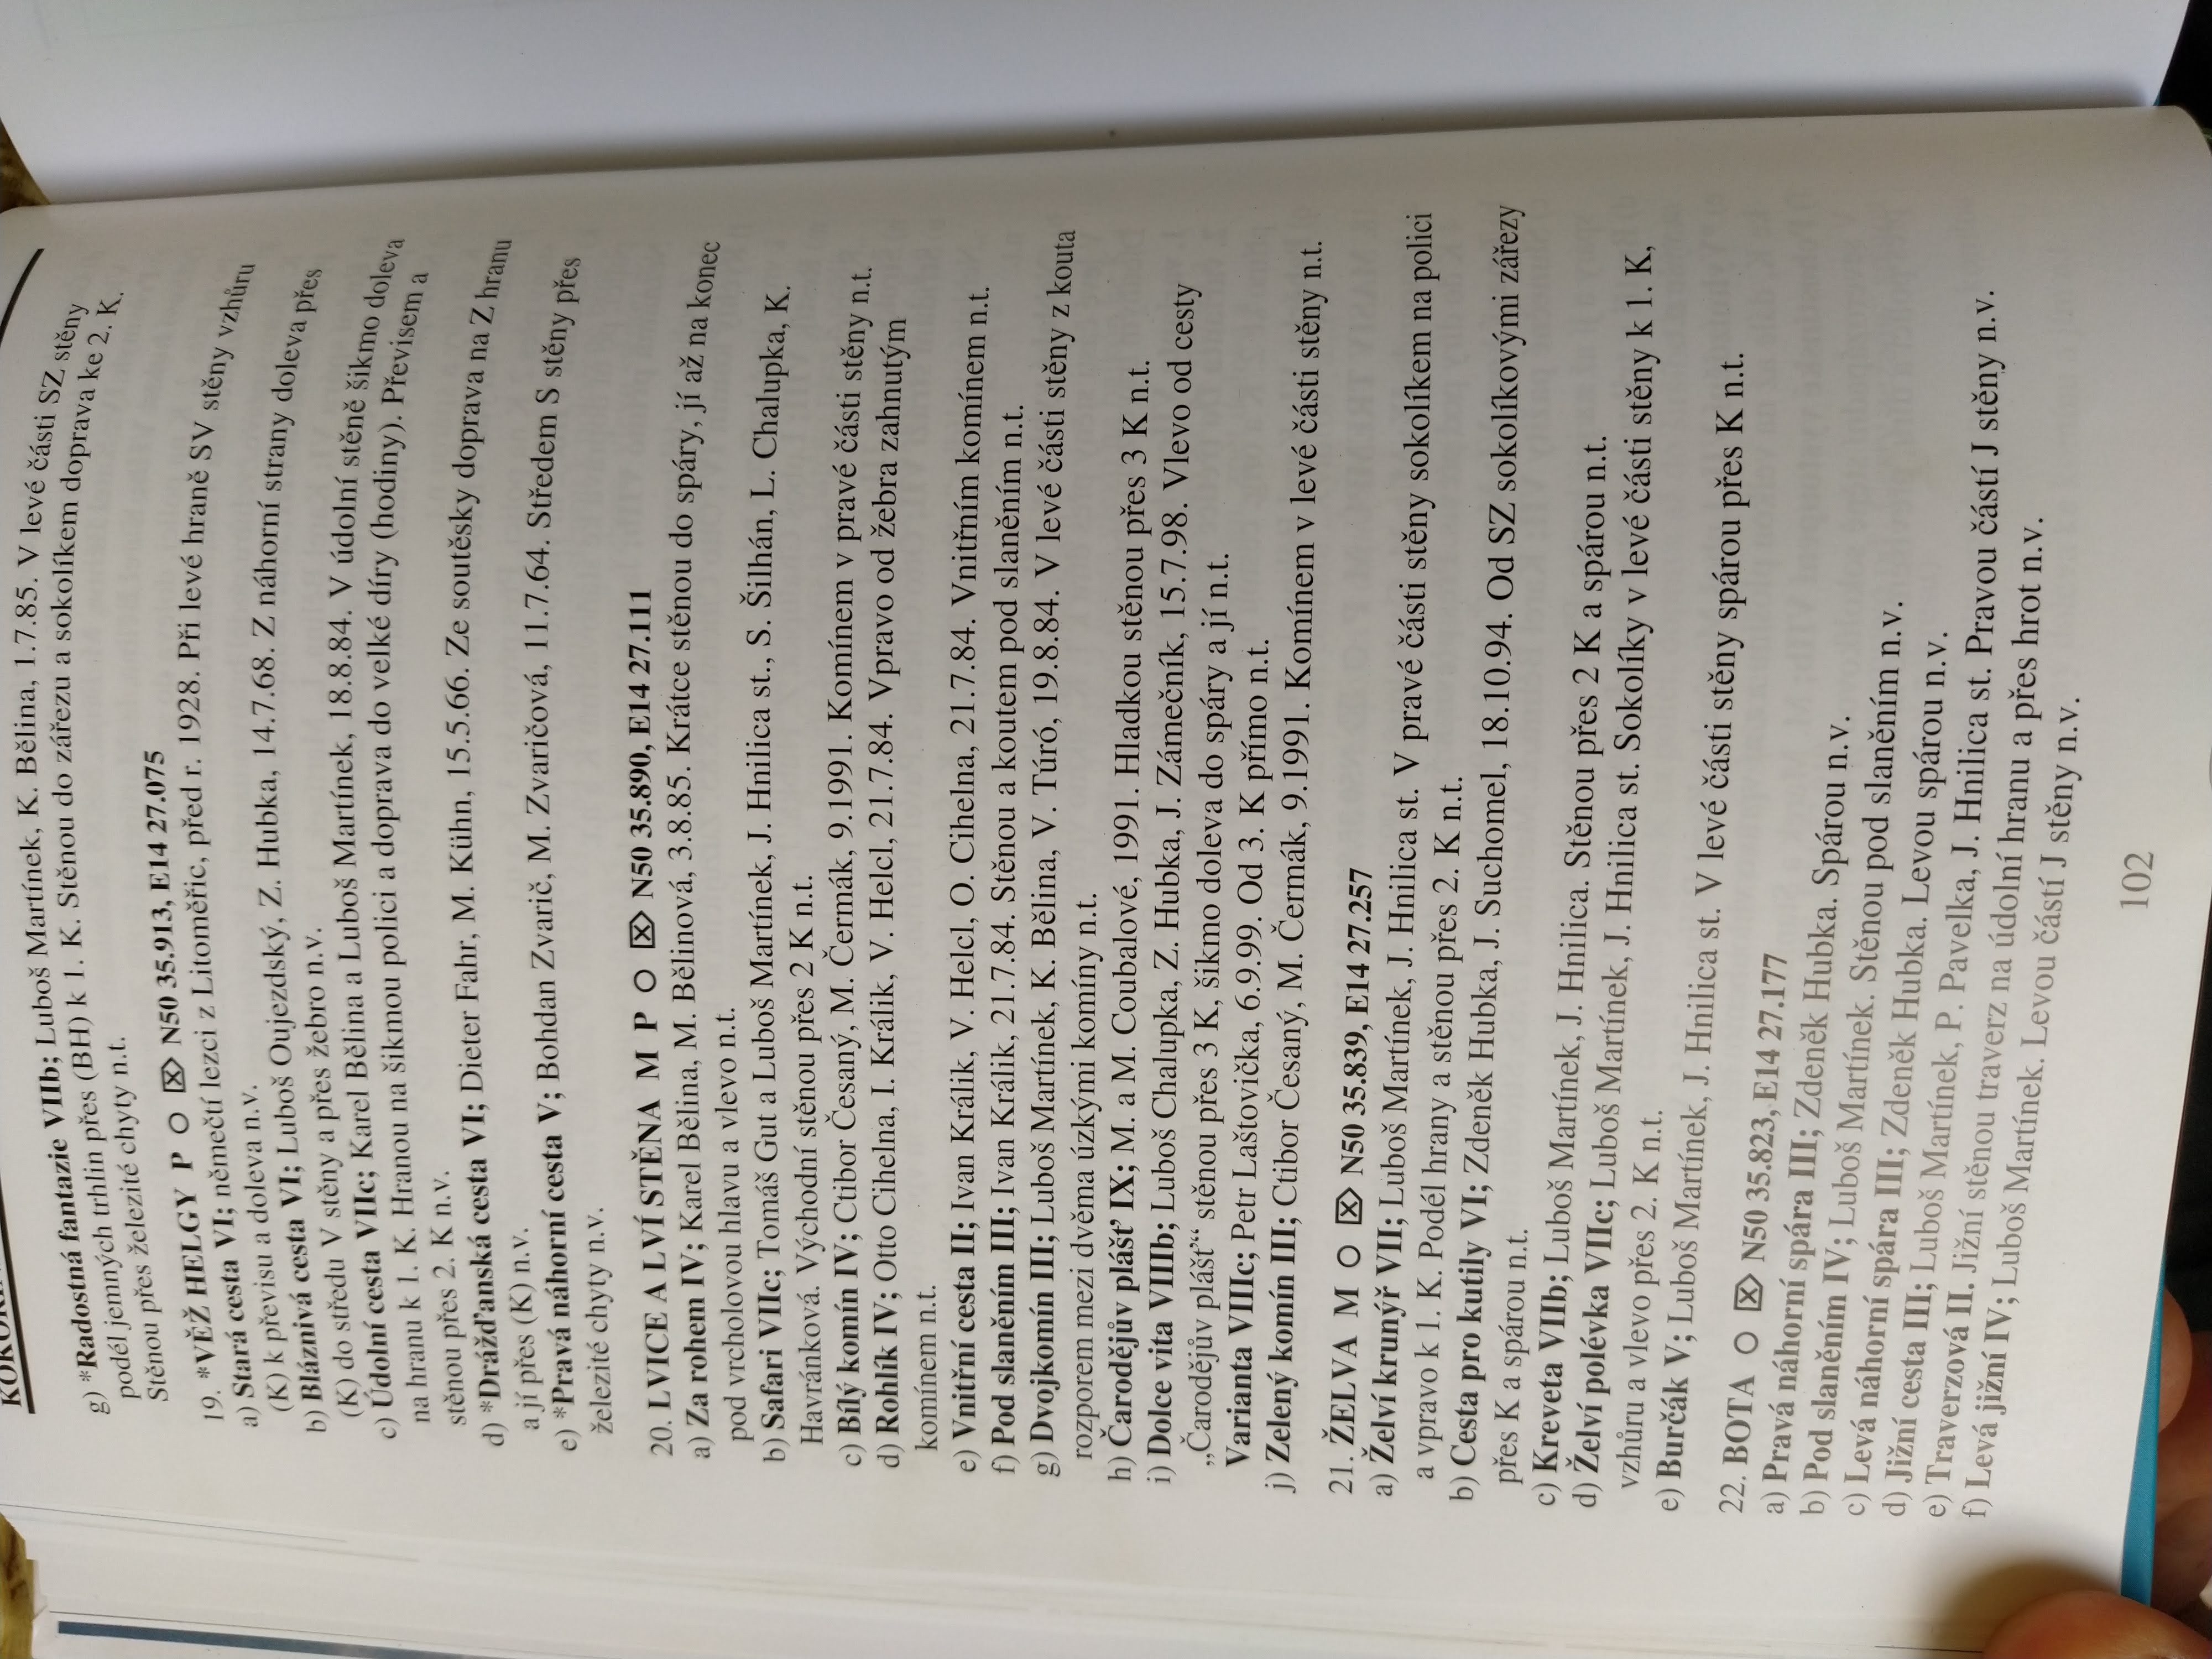 g) *Radostná fantazie VIIb; Luboš Martínek, K. Bělina, 1.7.85. V levé části SZ stěny
podél jemných trhlin přes (BH) k 1. K. Stěnou do zářezu a sokolíkem doprava ke 2. K.
Stěnou přes železité chyty n.t.
19. *VĚŽ HELGY P ○ ⌦ N50 35.913, E14 27.075
a) Stará cesta VI; němečtí lezci z Litoměřic, před r. 1928. Při levé hraně SV stěny vzhůru
(K) k převisu a doleva n.v.
b) Bláznivá cesta VI; Luboš Oujezdský, Z. Hubka, 14.7.68. Z náhorní strany doleva přes
(K) do středu V stěny a přes žebro n.v.
c) Údolní cesta VIIc; Karel Bělina a Luboš Martínek, 18.8.84. V údolní stěně šikmo doleva
na hranu k 1. K. Hranou na šikmou polici a doprava do velké díry (hodiny). Převisem a
stěnou přes 2. K n.v.
d) *Drážďanská cesta VI; Dieter Fahr, M. Kühn, 15.5.66. Ze soutěsky doprava na Z hranu
a jí přes (K) n.v.
e) *Pravá náhorní cesta V; Bohdan Zvarič, M. Zvaričová, 11.7.64. Středem S stěny přes
železité chyty n.v.
20. LVICE A LVÍ STĚNA M P ○ ⌦ N50 35.890, E14 27.111
a) Za rohem IV; Karel Bělina, M. Bělinová, 3.8.85. Krátce stěnou do spáry, jí až na konec
pod vrcholovou hlavu a vlevo n.t.
b) Safari VIIc; Tomáš Gut a Luboš Martínek, J. Hnilica st., S. Šilhán, L. Chalupka, K.
Havránková. Východní stěnou přes 2 K n.t.
c) Bílý komín IV; Ctibor Česaný, M. Čermák, 9.1991. Komínem v pravé části stěny n.t.
d) Rohlík IV; Otto Cihelna, I. Králik, V. Helcl, 21.7.84. Vpravo od žebra zahnutým
komínem n.t.
e) Vnitřní cesta II; Ivan Králik, V. Helcl, O. Cihelna, 21.7.84. Vnitřním komínem n.t.
f) Pod slaněním III; Ivan Králik, 21.7.84. Stěnou a koutem pod slaněním n.t.
g) Dvojkomín III; Luboš Martínek, K. Bělina, V. Túró, 19.8.84. V levé části stěny z kouta
rozporem mezi dvěma úzkými komíny n.t.
h) Čarodějův plášť IX; M. a M. Coubalové, 1991. Hladkou stěnou přes 3 K n.t.
i) Dolce vita VIIIb; Luboš Chalupka, Z. Hubka, J. Zámečník, 15.7.98. Vlevo od cesty
„Čarodějův plášť“ stěnou přes 3 K, šikmo doleva do spáry a jí n.t.
Varianta VIIIc; Petr Laštovička, 6.9.99. Od 3. K přímo n.t.
j) Zelený komín III; Ctibor Česaný, M. Čermák, 9.1991. Komínem v levé části stěny n.t.
21. ŽELVA M ○ ⌦ N50 35.839, E14 27.257
a) Želví krunýř VII; Luboš Martínek, J. Hnilica st. V pravé části stěny sokolíkem na polici
a vpravo k 1. K. Podél hrany a stěnou přes 2. K n.t.
b) Cesta pro kutily VI; Zdeněk Hubka, J. Suchomel, 18.10.94. Od SZ sokolíkovými zářezy
přes K a spárou n.t.
c) Kreveta VIIb; Luboš Martínek, J. Hnilica. Stěnou přes 2 K a spárou n.t.
d) Želví polévka VIIc; Luboš Martínek, J. Hnilica st. Sokolíky v levé části stěny k 1. K,
vzhůru a vlevo přes 2. K n.t.
e) Burčák V; Luboš Martínek, J. Hnilica st. V levé části stěny spárou přes K n.t.
22. BOTA ○ ⌦ N50 35.823, E14 27.177
a) Pravá náhorní spára III; Zdeněk Hubka. Spárou n.v.
b) Pod slaněním IV; Luboš Martínek. Stěnou pod slaněním n.v.
c) Levá náhorní spára III; Zdeněk Hubka. Levou spárou n.v.
d) Jižní cesta III; Luboš Martínek, P. Pavelka, J. Hnilica st. Pravou částí J stěny n.v.
e) Traverzová II. Jižní stěnou traverz na údolní hranu a přes hrot n.v.
f) Levá jižní IV; Luboš Martínek. Levou částí J stěny n.v.
102